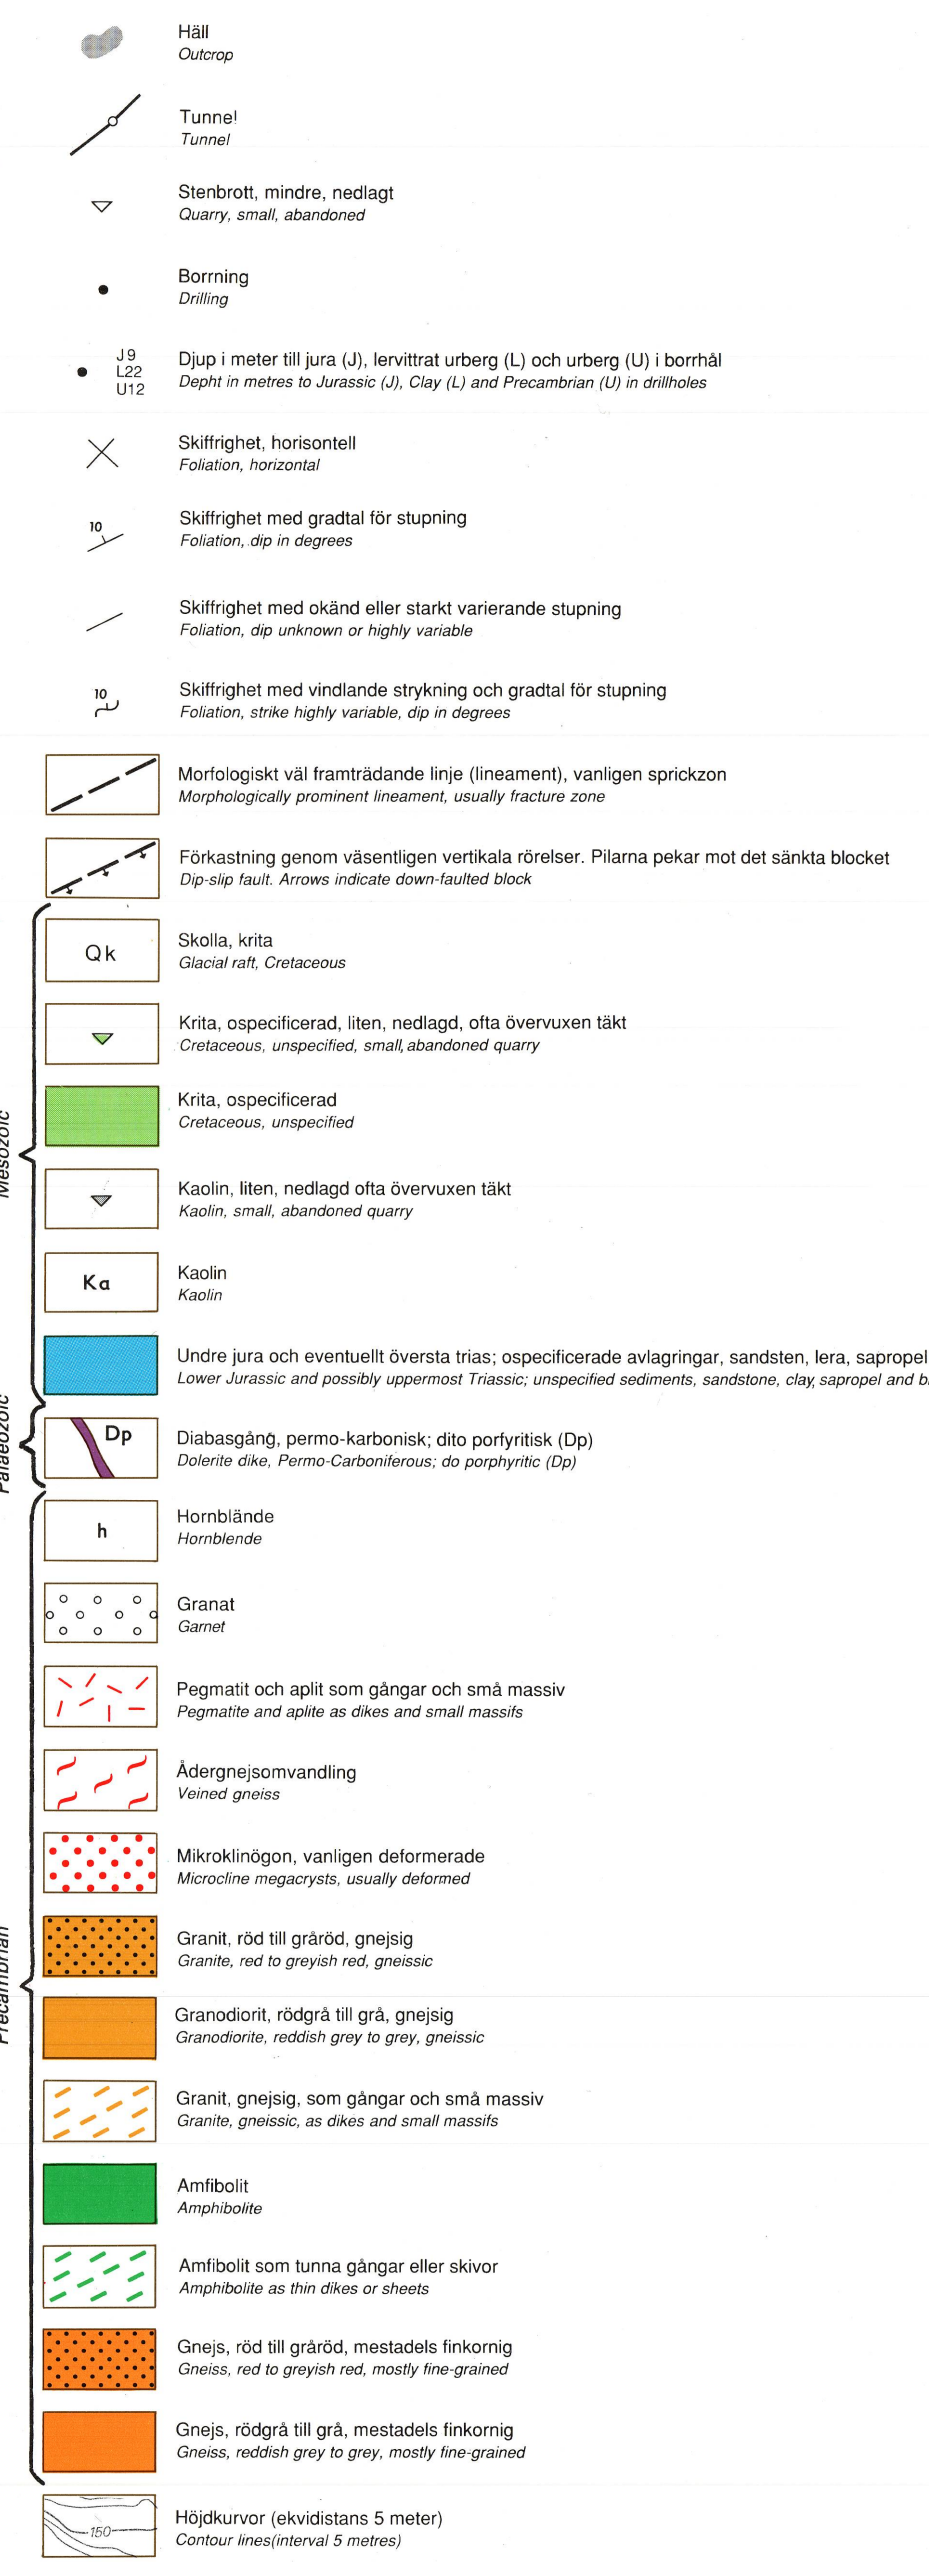 Häll
Outcrop
Tunnel
Tunnel
Stenbrott, mindre, nedlagt
Quarry, small, abandoned
Borrning
Drilling
J9
L22
U12
Djup i meter till jura (J), lervittrat urberg (L) och urberg (U) i borrhål
Depht in metres to Jurassic (J), Clay (L) and Precambrian (U) in drillholes
Skiffrighet, horisontell
Foliation, horizontal
10
Skiffrighet med gradtal för stupning
Foliation, dip in degrees
Skiffrighet med okänd eller starkt varierande stupning
Foliation, dip unknown or highly variable
10
Skiffrighet med vindlande strykning och gradtal för stupning
Foliation, strike highly variable, dip in degrees
Morfologiskt väl framträdande linje (lineament), vanligen sprickzon
Morphologically prominent lineament, usually fracture zone
Förkastning genom väsentligen vertikala rörelser. Pilarna pekar mot det sänkta blocket
Dip-slip fault. Arrows indicate down-faulted block
Mesozoic
Qk
Skolla, krita
Glacial raft, Cretaceous
Krita, ospecificerad, liten, nedlagd, ofta övervuxen täkt
Cretaceous, unspecified, small, abandoned quarry
Krita, ospecificerad
Cretaceous, unspecified
Kaolin, liten, nedlagd ofta övervuxen täkt
Kaolin, small, abandoned quarry
Ka
Kaolin
Kaolin
Undre jura och eventuellt översta trias; ospecificerade avlagringar, sandsten, lera, sapropel
Lower Jurassic and possibly uppermost Triassic; unspecified sediments, sandstone, clay, sapropel and
Palaeozoic
Dp
Diabasgång, permo-karbonisk; dito porfyritisk (Dp)
Dolerite dike, Permo-Carboniferous; do porphyritic (Dp)
Precambrian
h
Hornblände
Hornblende
Granat
Garnet
Pegmatit och aplit som gångar och små massiv
Pegmatite and aplite as dikes and small massifs
Ådergnejsomvandling
Veined gneiss
Mikroklinögon, vanligen deformerade
Microcline megacrysts, usually deformed
Granit, röd till gråröd, gnejsig
Granite, red to greyish red, gneissic
Granodiorit, rödgrå till grå, gnejsig
Granodiorite, reddish grey to grey, gneissic
Granit, gnejsig, som gångar och små massiv
Granite, gneissic, as dikes and small massifs
Amfibolit
Amphibolite
Amfibolit som tunna gångar eller skivor
Amphibolite as thin dikes or sheets
Gnejs, röd till gråröd, mestadels finkornig
Gneiss, red to greyish red, mostly fine-grained
Gnejs, rödgrå till grå, mestadels finkornig
Gneiss, reddish grey to grey, mostly fine-grained
150
Höjdkurvor (ekvidistans 5 meter)
Contour lines(interval 5 metres)